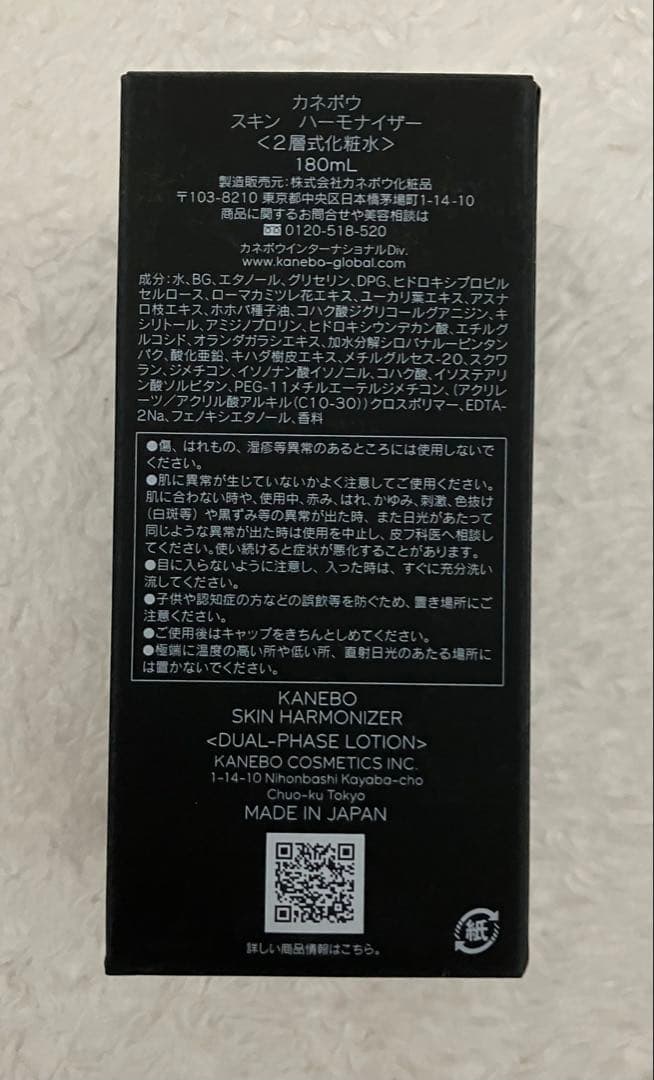 カネボウ
スキン ハーモナイザー
＜2層式化粧水＞
180mL
製造販売元：株式会社カネボウ化粧品
〒103-8210 東京都中央区日本橋茅場町1-14-10
商品に関するお問合せや美容相談は
0120-518-520
カネボウインターナショナルDiv.
www.kanebo-global.com
成分：水、BG、エタノール、グリセリン、DPG、ヒドロキシプロピル
セルロース、ローマカミツレ花エキス、ユーカリ葉エキス、アスナ
ロ枝エキス、ホホバ種子油、コハク酸ジグリコールグアニジン、キ
シリトール、アミジノプロリン、ヒドロキシウンデカン酸、エチルグ
ルコシド、オランダガラシエキス、加水分解シロバナルーピンタン
パク、酸化亜鉛、キハダ樹皮エキス、メチルグルセス-20、スクワ
ラン、ジメチコン、イソノナン酸イソノニル、コハク酸、イソステアリ
ン酸ソルビタン、PEG-11メチルエーテルジメチコン、（アクリレ
ーツ／アクリル酸アルキル（C10-30））クロスポリマー、EDTA-
2Na、フェノキシエタノール、香料
●傷、はれもの、湿疹等異常のあるところには使用しないで
ください。
●肌に異常が生じていないかよく注意してご使用ください。
肌に合わない時や、使用中、赤み、はれ、かゆみ、刺激、色抜け
（白斑等）や黒ずみ等の異常が出た時、また日光があたって
同じような異常が出た時は使用を中止し、皮フ科医へ相談し
てください。使い続けると症状が悪化することがあります。
●目に入らないように注意し、入った時は、すぐに充分洗い
流してください。
●子供や認知症の方などの誤飲等を防ぐため、置き場所にご
注意ください。
●ご使用後はキャップをきちんとしめてください。
●極端に温度の高い所や低い所、直射日光のあたる場所に
は置かないでください。
KANEBO
SKIN HARMONIZER
<DUAL-PHASE LOTION>
KANEBO COSMETICS INC.
1-14-10 Nihonbashi Kayaba-cho
Chuo-ku Tokyo
MADE IN JAPAN
詳しい商品情報はこちら。
紙